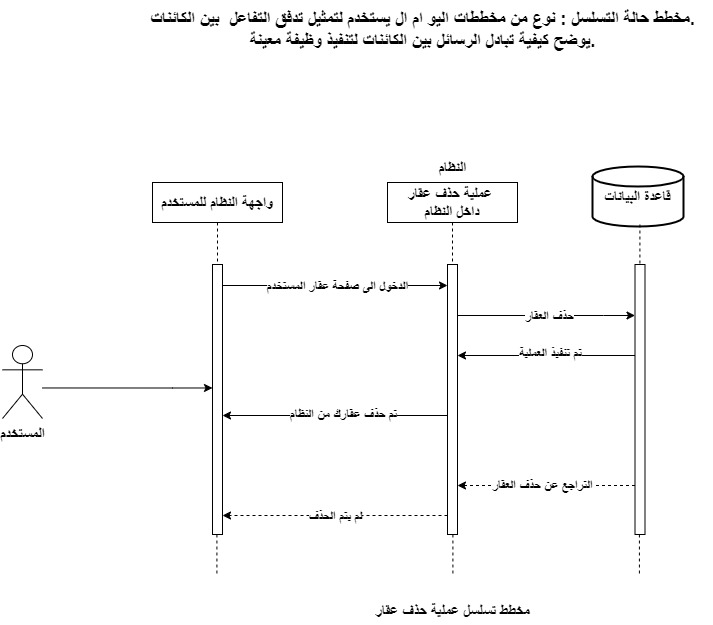 مخطط حالة التسلسل : نوع من مخططات اليو ام ال يستخدم لتمثيل تدفق التفاعل بين الكائنات.
يوضح كيفية تبادل الرسائل بين الكائنات لتنفيذ وظيفة معينة.
النظام
واجهة النظام للمستخدم
عملية حذف عقار
داخل النظام
قاعدة البيانات
الدخول الى صفحة عقار المستخدم
حذف العقار
تم تنفيذ العملية
تم حذف عقارك من النظام
المستخدم
التراجع عن حذف العقار
لم يتم الحذف
مخطط تسلسل عملية حذف عقار